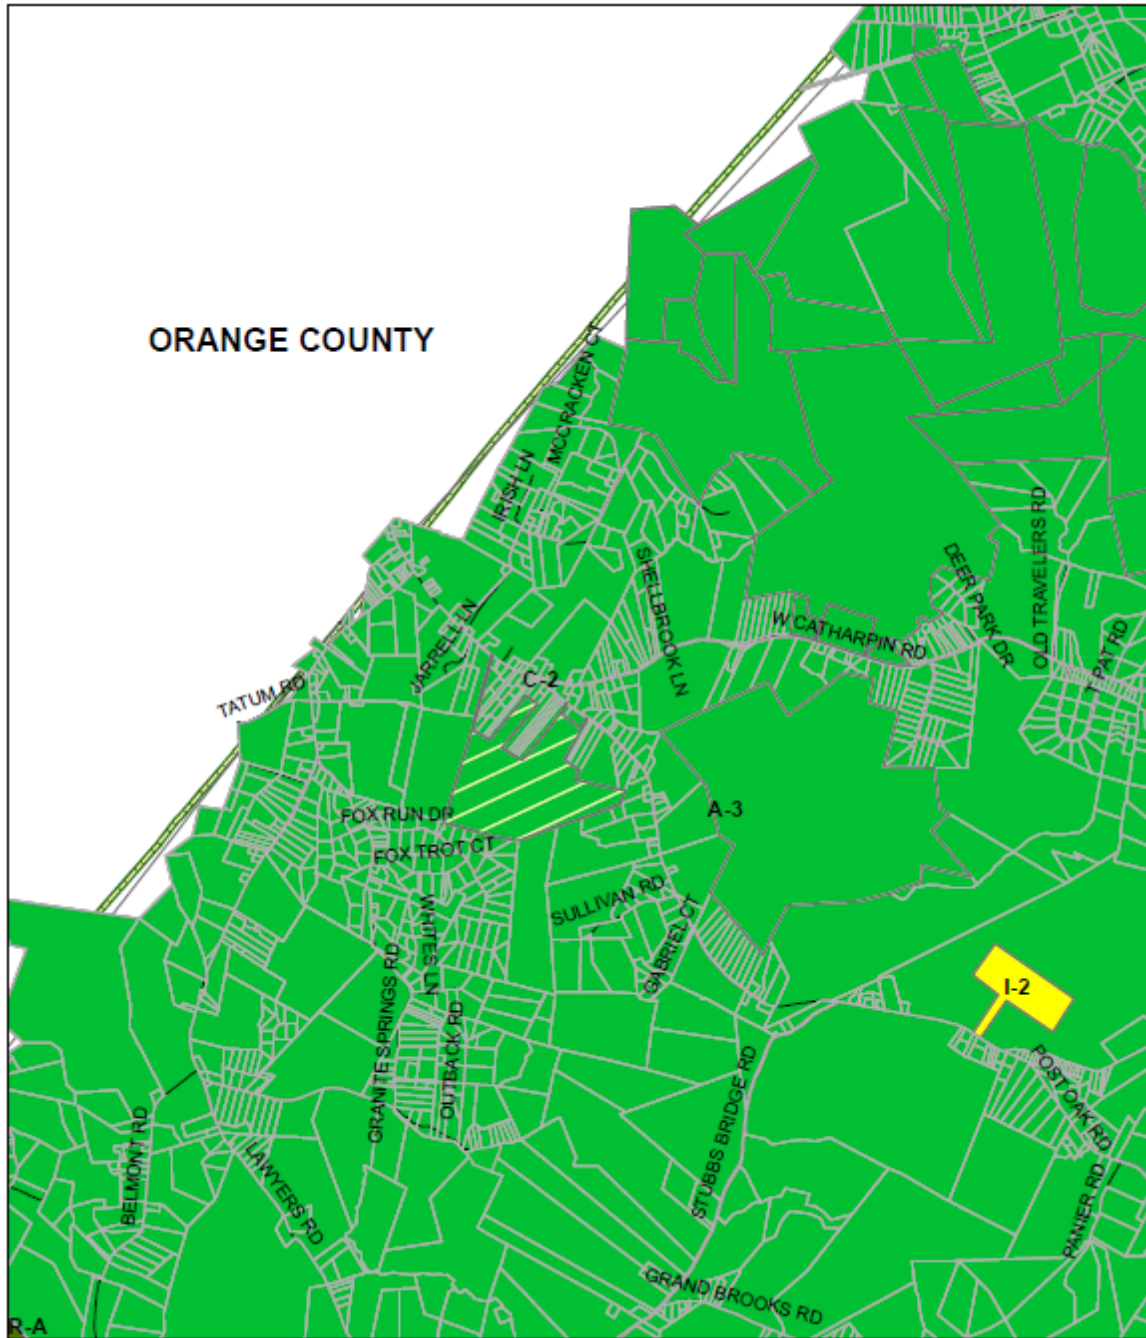 ORANGE COUNTY
MCCRACKEN CT
IRISH LN
OLD TRAVELERS RD
SHELLBROOK LN
DEER PARK DR
JARRELL LN
W CATHARPIN RD
T PAT RD
C-2
TATUM RD
A-3
FOX RUN DR
FOX TROT CT
SULLIVAN RD
WHITES LN
GABRIEL CT
GRANITE SPRINGS RD
I-2
OUTBACK RD
POST OAK RD
STUBBS BRIDGE RD
BELMONT RD
LAWYERS RD
PANIER RD
GRAND BROOKS RD
R-A